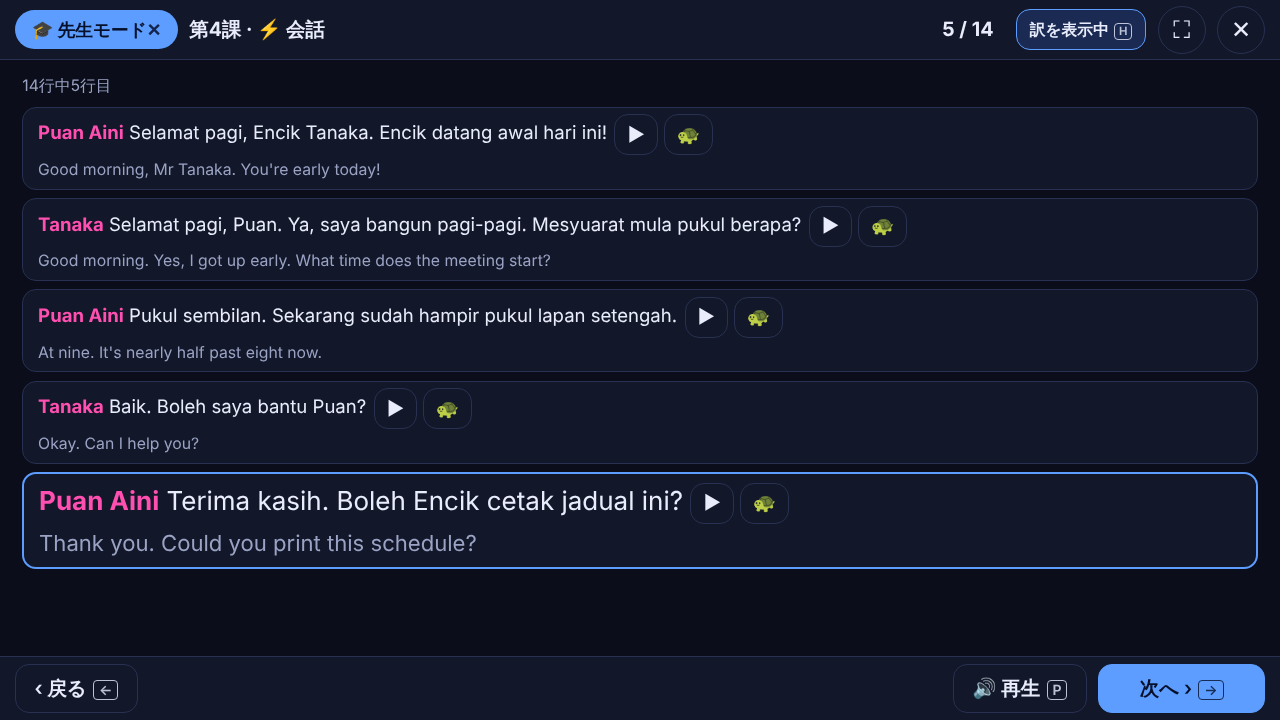 🎓 先生モード✕ 第4課 · ⚡ 会話 5 / 14 訳を表示中 H ✕
14行中5行目
Puan Aini Selamat pagi, Encik Tanaka. Encik datang awal hari ini! ▶ 🐢
Good morning, Mr Tanaka. You're early today!
Tanaka Selamat pagi, Puan. Ya, saya bangun pagi-pagi. Mesyuarat mula pukul berapa? ▶ 🐢
Good morning. Yes, I got up early. What time does the meeting start?
Puan Aini Pukul sembilan. Sekarang sudah hampir pukul lapan setengah. ▶ 🐢
At nine. It's nearly half past eight now.
Tanaka Baik. Boleh saya bantu Puan? ▶ 🐢
Okay. Can I help you?
Puan Aini Terima kasih. Boleh Encik cetak jadual ini? ▶ 🐢
Thank you. Could you print this schedule?
‹ 戻る ← 🔊 再生 P 次へ › →